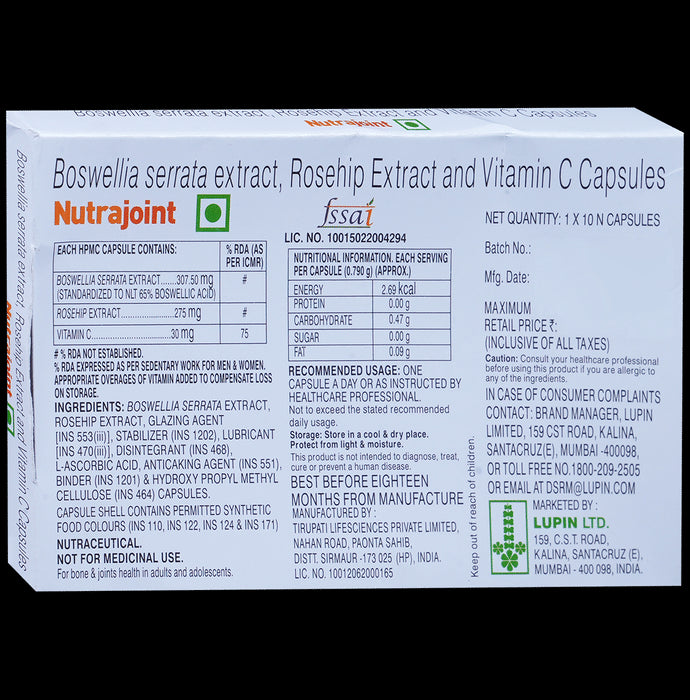 Boswellia serrata extract, Rosehip Extract and Vitamin C Capsules
Nutrajoint
Boswellia serrata extract, Rosehip Extract and Vitamin C Capsules
Nutrajoint
Boswellia serrata extract, Rosehip Extract and Vitamin C Capsules
Nutrajoint
fssai
LIC. NO. 10015022004294
EACH HPMC CAPSULE CONTAINS: % RDA (AS PER ICMR)
BOSWELLIA SERRATA EXTRACT.......307.50 mg #
(STANDARDIZED TO NLT 65% BOSWELLIC ACID)
ROSEHIP EXTRACT....................275 mg #
VITAMIN C.............................30 mg 75
# % RDA NOT ESTABLISHED.
% RDA EXPRESSED AS PER SEDENTARY WORK FOR MEN & WOMEN.
APPROPRIATE OVERAGES OF VITAMIN ADDED TO COMPENSATE LOSS
ON STORAGE.
INGREDIENTS: BOSWELLIA SERRATA EXTRACT,
ROSEHIP EXTRACT, GLAZING AGENT
[INS 553(iii)], STABILIZER (INS 1202), LUBRICANT
[INS 470(iii)], DISINTEGRANT (INS 468),
L-ASCORBIC ACID, ANTICAKING AGENT (INS 551),
BINDER (INS 1201) & HYDROXY PROPYL METHYL
CELLULOSE (INS 464) CAPSULES.
CAPSULE SHELL CONTAINS PERMITTED SYNTHETIC
FOOD COLOURS (INS 110, INS 122, INS 124 & INS 171)
NUTRACEUTICAL.
NOT FOR MEDICINAL USE.
For bone & joints health in adults and adolescents.
NUTRITIONAL INFORMATION. EACH SERVING
PER CAPSULE (0.790 g) (APPROX.)
ENERGY 2.69 kcal
PROTEIN 0.00 g
CARBOHYDRATE 0.47 g
SUGAR 0.00 g
FAT 0.09 g
RECOMMENDED USAGE: ONE
CAPSULE A DAY OR AS INSTRUCTED BY
HEALTHCARE PROFESSIONAL.
Not to exceed the stated recommended
daily usage.
Storage: Store in a cool & dry place.
Protect from light & moisture.
This product is not intended to diagnose, treat,
cure or prevent a human disease.
BEST BEFORE EIGHTEEN
MONTHS FROM MANUFACTURE
MANUFACTURED BY :
TIRUPATI LIFESCIENCES PRIVATE LIMITED,
NAHAN ROAD, PAONTA SAHIB,
DISTT. SIRMAUR -173 025 (HP), INDIA.
LIC. NO. 10012062000165
Keep out of reach of children.
NET QUANTITY: 1 X 10 N CAPSULES
Batch No.:
Mfg. Date:
MAXIMUM
RETAIL PRICE ₹:
(INCLUSIVE OF ALL TAXES)
Caution: Consult your healthcare professional
before using this product if you are allergic to
any of the ingredients.
IN CASE OF CONSUMER COMPLAINTS
CONTACT: BRAND MANAGER, LUPIN
LIMITED, 159 CST ROAD, KALINA,
SANTACRUZ(E), MUMBAI -400098,
OR TOLL FREE NO.1800-209-2505
OR EMAIL AT DSRM@LUPIN.COM
MARKETED BY :
LUPIN LTD.
159, C.S.T. ROAD,
KALINA, SANTACRUZ (E),
MUMBAI - 400 098, INDIA.